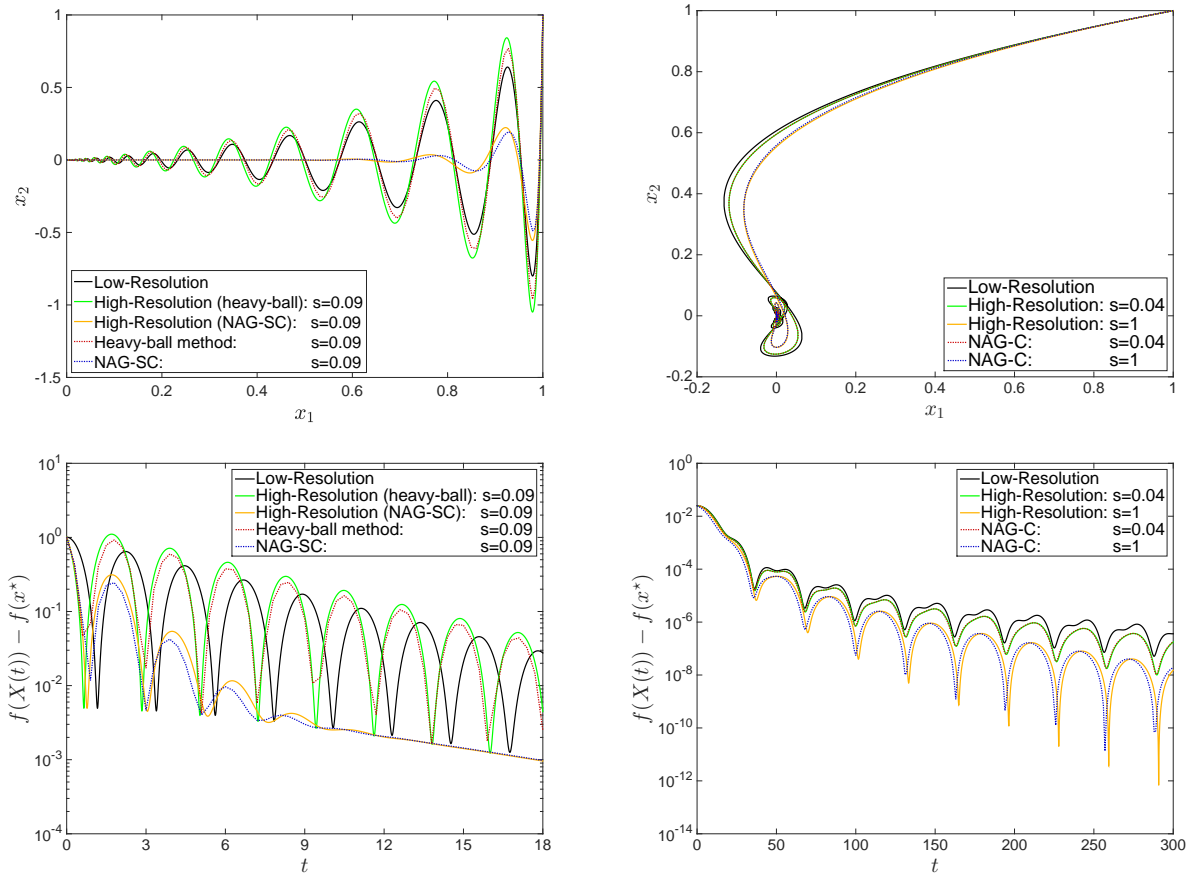 1
0.5
0
-0.5
-1
-1.5
x₂
Low-Resolution
High-Resolution (heavy-ball): s=0.09
High-Resolution (NAG-SC): s=0.09
Heavy-ball method: s=0.09
NAG-SC: s=0.09
0 0.2 0.4 0.6 0.8 1
x₁
1
0.8
0.6
0.4
0.2
0
-0.2
x₂
Low-Resolution
High-Resolution: s=0.04
High-Resolution: s=1
NAG-C: s=0.04
NAG-C: s=1
-0.2 0 0.2 0.4 0.6 0.8 1
x₁
10¹
10⁰
10⁻¹
10⁻²
10⁻³
10⁻⁴
f(X(t)) − f(x⋆)
Low-Resolution
High-Resolution (heavy-ball): s=0.09
High-Resolution (NAG-SC): s=0.09
Heavy-ball method: s=0.09
NAG-SC: s=0.09
0 3 6 9 12 15 18
t
10⁰
10⁻²
10⁻⁴
10⁻⁶
10⁻⁸
10⁻¹⁰
10⁻¹²
10⁻¹⁴
f(X(t)) − f(x⋆)
Low-Resolution
High-Resolution: s=0.04
High-Resolution: s=1
NAG-C: s=0.04
NAG-C: s=1
0 50 100 150 200 250 300
t